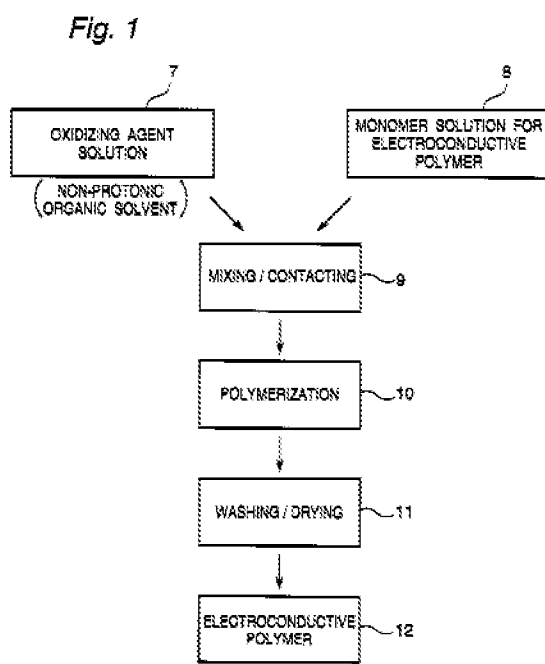 Fig. 1
7
8
OXIDIZING AGENT
SOLUTION
MONOMER SOLUTION FOR
ELECTROCONDUCTIVE
POLYMER
(NON-PROTONIC
ORGANIC SOLVENT)
MIXING / CONTACTING
9
POLYMERIZATION
10
WASHING / DRYING
11
ELECTROCONDUCTIVE
POLYMER
12